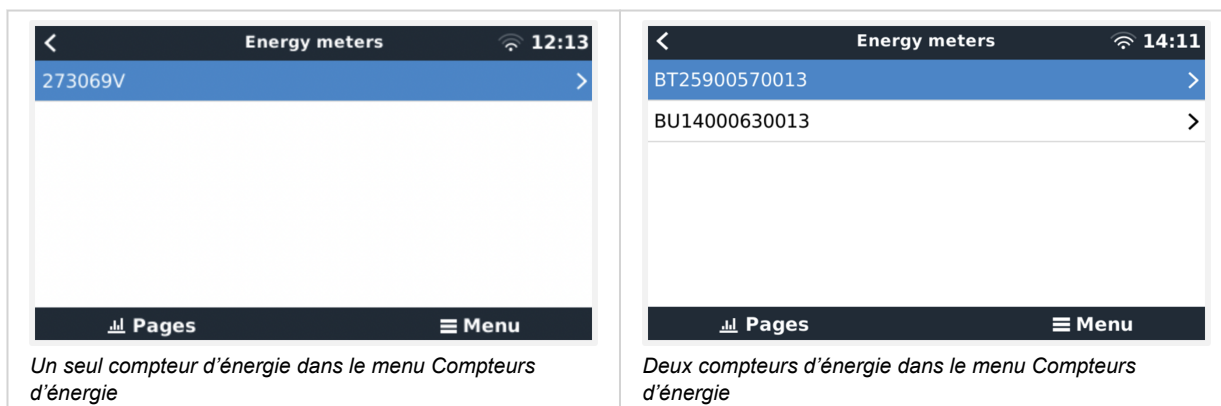 Energy meters 12:13
273069V
Pages Menu
Un seul compteur d’énergie dans le menu Compteurs
d’énergie
Energy meters 14:11
BT25900570013
BU14000630013
Pages Menu
Deux compteurs d’énergie dans le menu Compteurs
d’énergie